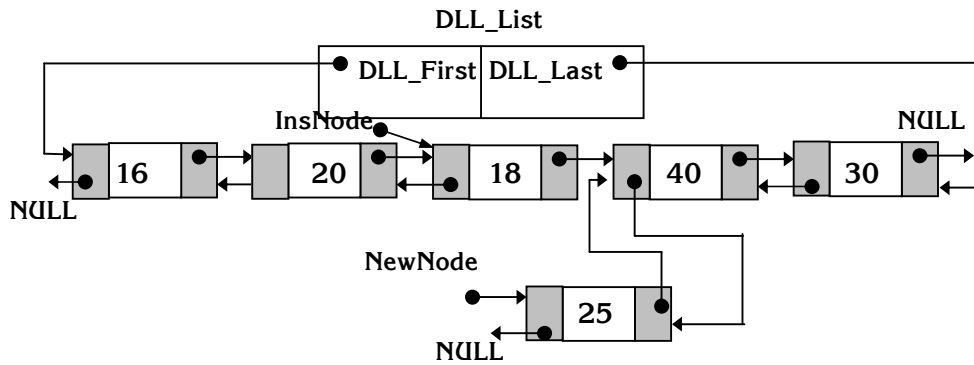 DLL_List
DLL_First DLL_Last
InsNode
NULL
16 20 18 40 30
NULL
NewNode
25
NULL